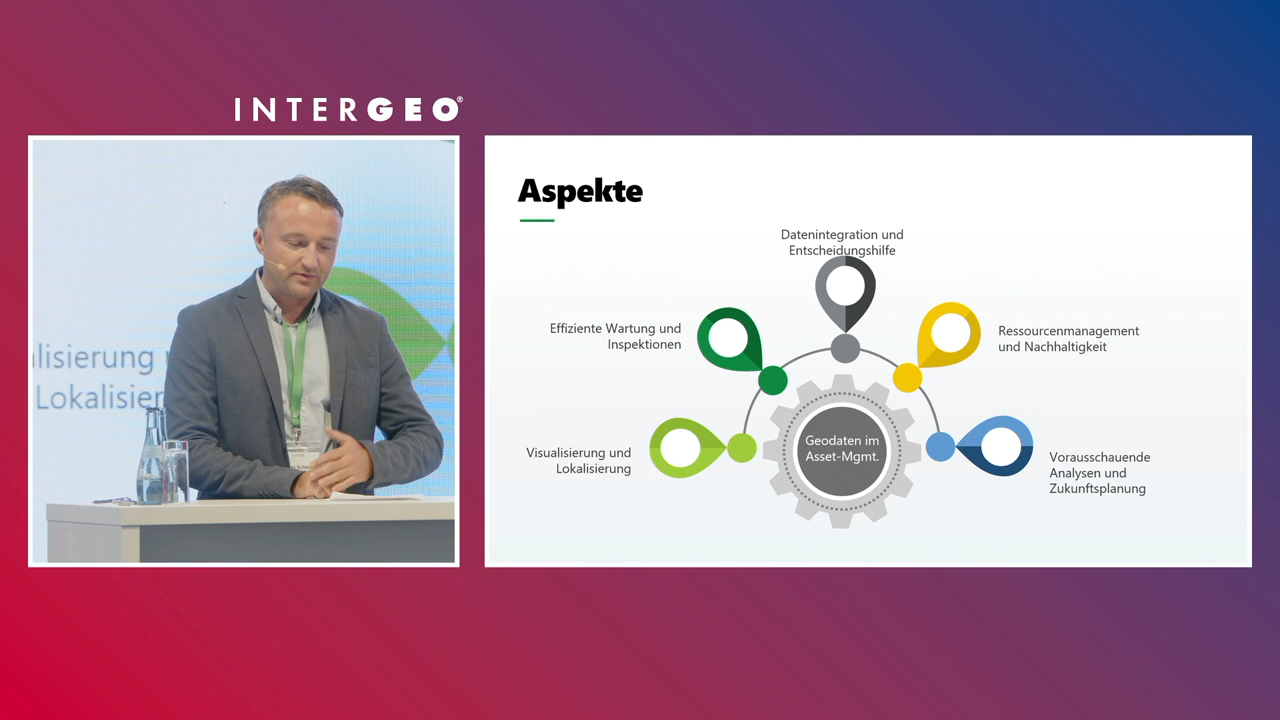 INTERGEO®
alisierung
Lokalisier
Aspekte
Datenintegration und
Entscheidungshilfe
Effiziente Wartung und
Inspektionen
Ressourcenmanagement
und Nachhaltigkeit
Geodaten im
Asset-Mgmt.
Visualisierung und
Lokalisierung
Vorausschauende
Analysen und
Zukunftsplanung